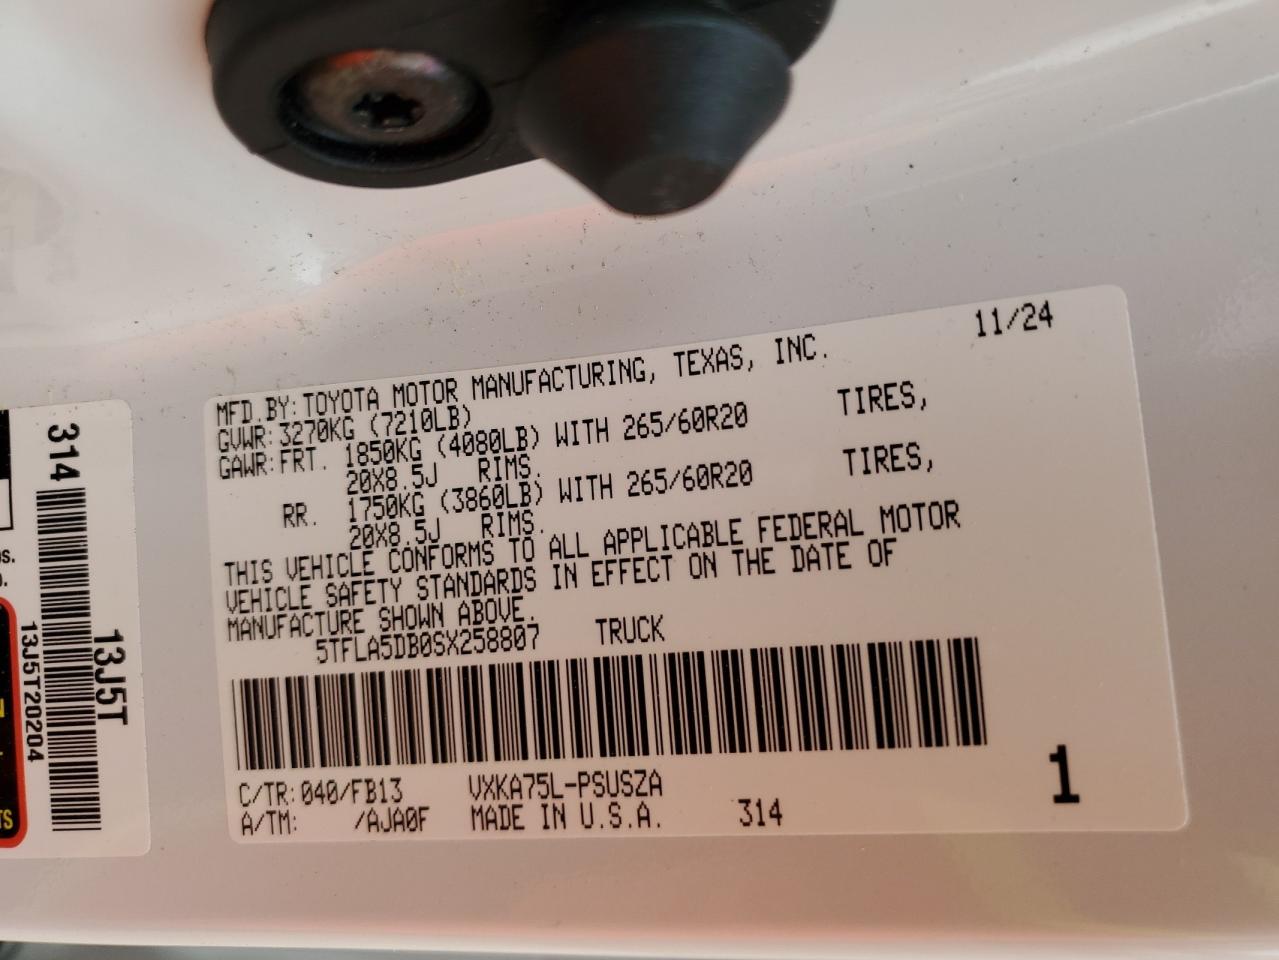 11/24
MFD.BY:TOYOTA MOTOR MANUFACTURING, TEXAS, INC.
GVWR:3270KG (7210LB)
GAWR:FRT. 1850KG (4080LB) WITH 265/60R20 TIRES,
20X8.5J RIMS.
RR. 1750KG (3860LB) WITH 265/60R20 TIRES,
20X8.5J RIMS.
THIS VEHICLE CONFORMS TO ALL APPLICABLE FEDERAL MOTOR
VEHICLE SAFETY STANDARDS IN EFFECT ON THE DATE OF
MANUFACTURE SHOWN ABOVE.
5TFLA5DB0SX258807 TRUCK
C/TR:040/FB13 VXKA75L-PSUSZA
A/TM: /AJA0F MADE IN U.S.A. 314
1
314
13J5T
13J5T20204